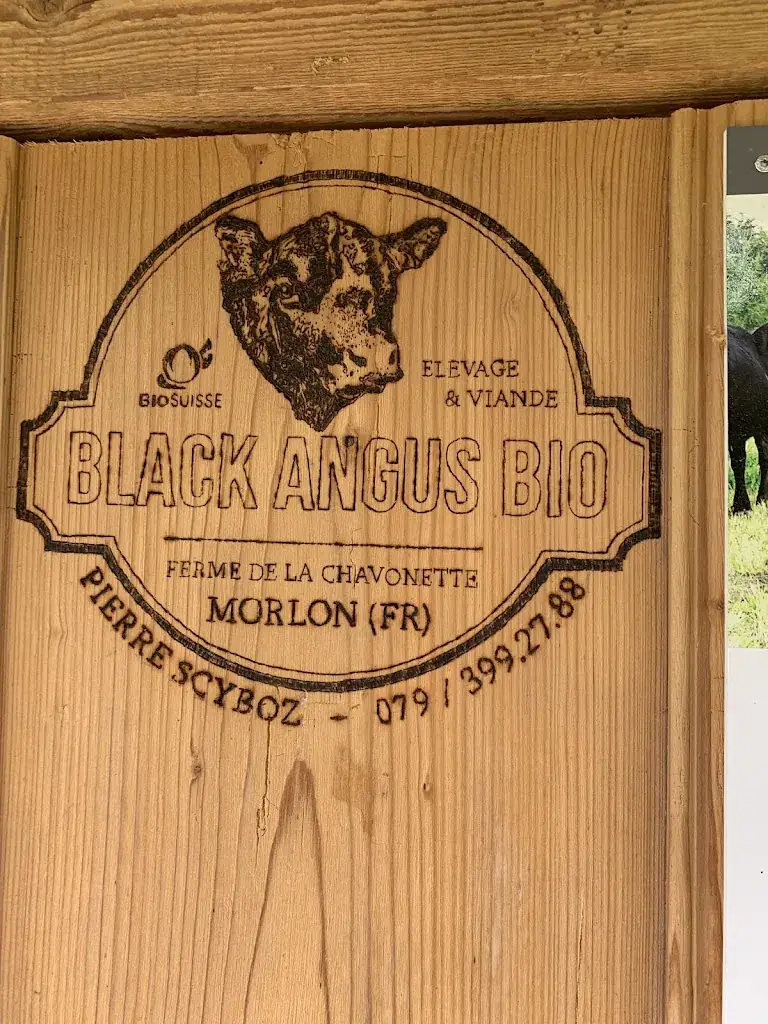 BIOSUISSE
ELEVAGE
& VIANDE
BLACK ANGUS BIO
FERME DE LA CHAVONETTE
MORLON (FR)
PIERRE SCYBOZ - 079 / 399.27.88